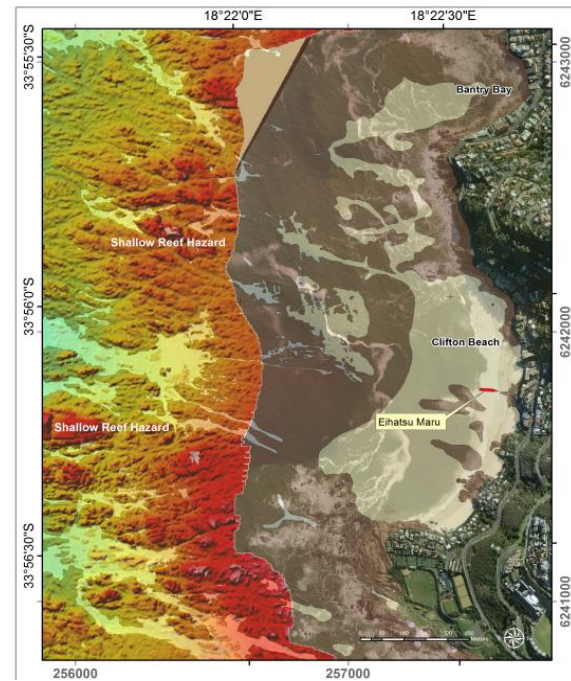 18°22'0"E
18°22'30"E
33°55'30"S
6243000
Bantry Bay
Shallow Reef Hazard
33°56'0"S
6242000
Clifton Beach
Eihatsu Maru
Shallow Reef Hazard
33°56'30"S
6241000
Meters
256000
257000